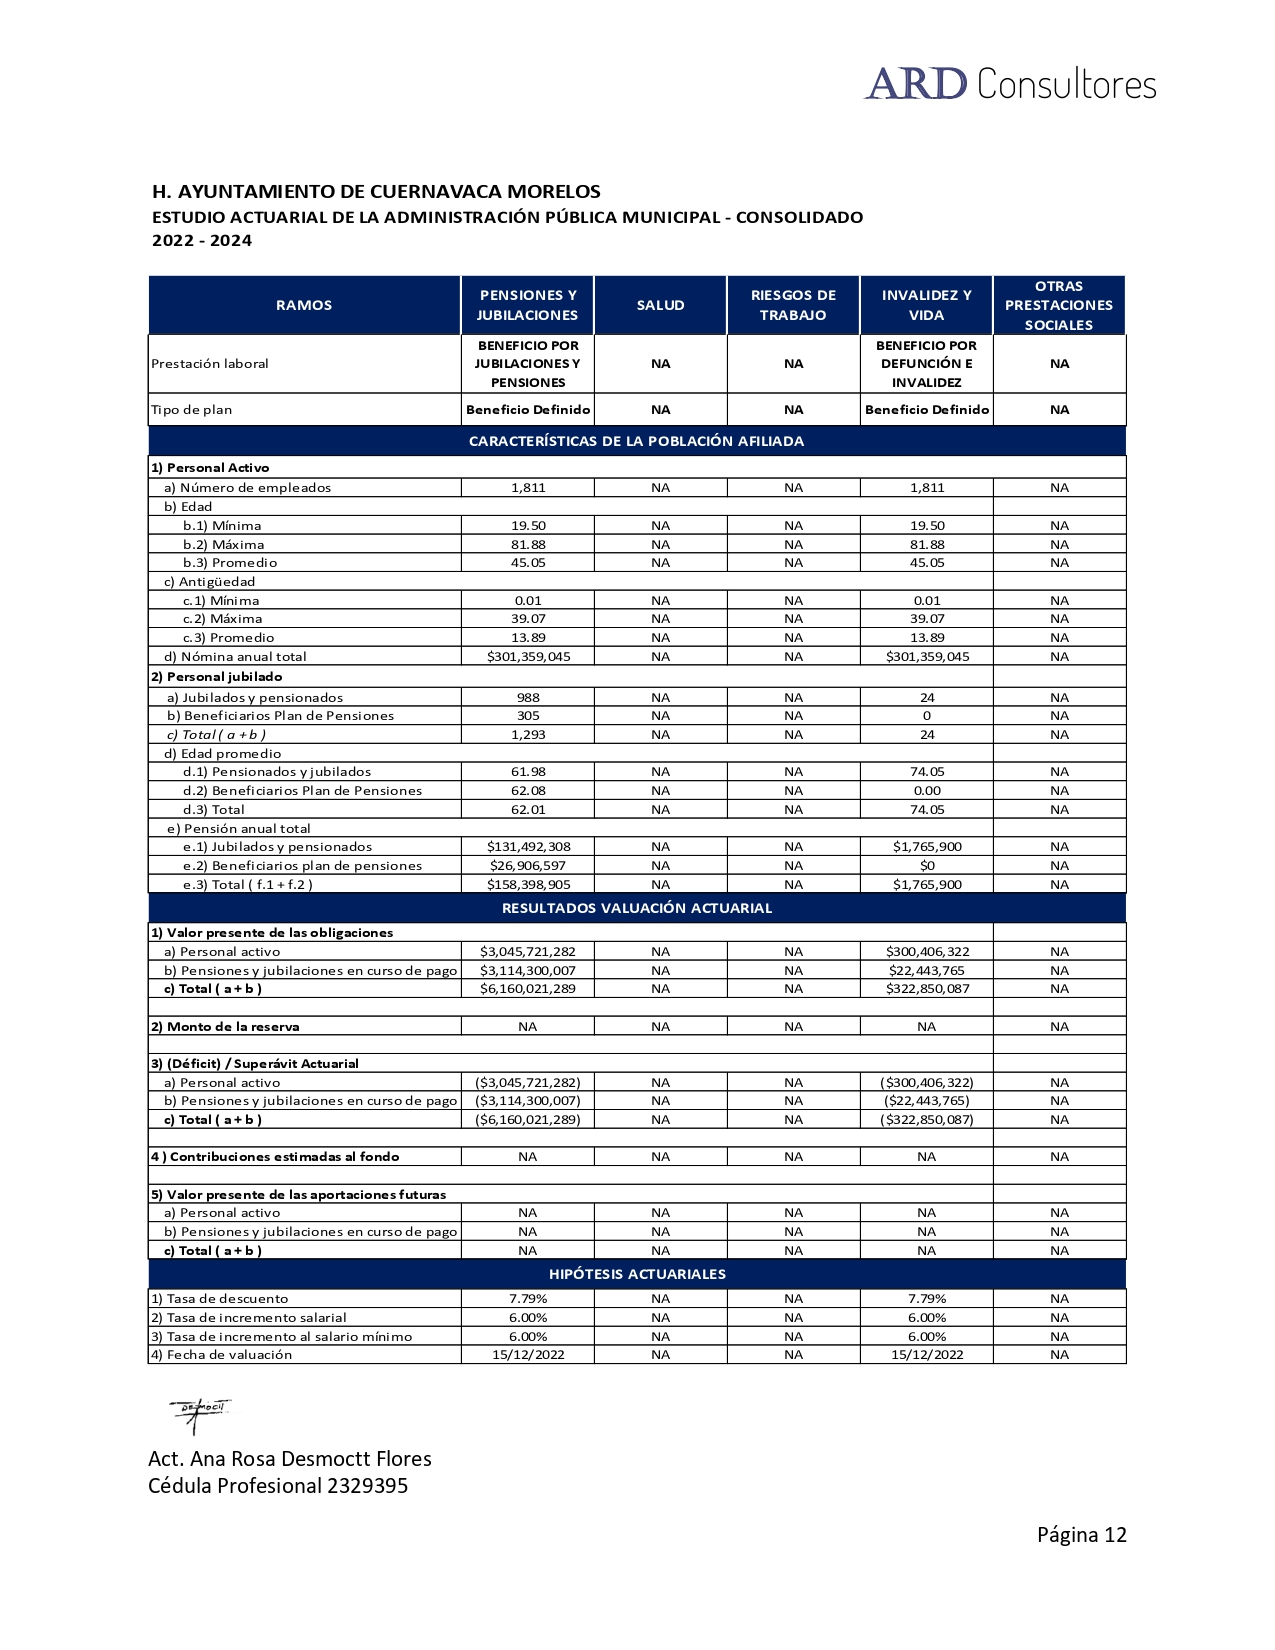 ARD Consultores
H. AYUNTAMIENTO DE CUERNAVACA MORELOS
ESTUDIO ACTUARIAL DE LA ADMINISTRACIÓN PÚBLICA MUNICIPAL - CONSOLIDADO
2022 - 2024
RAMOS PENSIONES Y JUBILACIONES SALUD RIESGOS DE TRABAJO INVALIDEZ Y VIDA OTRAS PRESTACIONES SOCIALES
Prestación laboral BENEFICIO POR JUBILACIONES Y PENSIONES NA NA BENEFICIO POR DEFUNCIÓN E INVALIDEZ NA
Tipo de plan Beneficio Definido NA NA Beneficio Definido NA
CARACTERÍSTICAS DE LA POBLACIÓN AFILIADA
1) Personal Activo
a) Número de empleados 1,811 NA NA 1,811 NA
b) Edad
b.1) Mínima 19.50 NA NA 19.50 NA
b.2) Máxima 81.88 NA NA 81.88 NA
b.3) Promedio 45.05 NA NA 45.05 NA
c) Antigüedad
c.1) Mínima 0.01 NA NA 0.01 NA
c.2) Máxima 39.07 NA NA 39.07 NA
c.3) Promedio 13.89 NA NA 13.89 NA
d) Nómina anual total $301,359,045 NA NA $301,359,045 NA
2) Personal jubilado
a) Jubilados y pensionados 988 NA NA 24 NA
b) Beneficiarios Plan de Pensiones 305 NA NA 0 NA
c) Total ( a + b ) 1,293 NA NA 24 NA
d) Edad promedio
d.1) Pensionados y jubilados 61.98 NA NA 74.05 NA
d.2) Beneficiarios Plan de Pensiones 62.08 NA NA 0.00 NA
d.3) Total 62.01 NA NA 74.05 NA
e) Pensión anual total
e.1) Jubilados y pensionados $131,492,308 NA NA $1,765,900 NA
e.2) Beneficiarios plan de pensiones $26,906,597 NA NA $0 NA
e.3) Total ( f.1 + f.2 ) $158,398,905 NA NA $1,765,900 NA
RESULTADOS VALUACIÓN ACTUARIAL
1) Valor presente de las obligaciones
a) Personal activo $3,045,721,282 NA NA $300,406,322 NA
b) Pensiones y jubilaciones en curso de pago $3,114,300,007 NA NA $22,443,765 NA
c) Total ( a + b ) $6,160,021,289 NA NA $322,850,087 NA
2) Monto de la reserva NA NA NA NA NA
3) (Déficit) / Superávit Actuarial
a) Personal activo ($3,045,721,282) NA NA ($300,406,322) NA
b) Pensiones y jubilaciones en curso de pago ($3,114,300,007) NA NA ($22,443,765) NA
c) Total ( a + b ) ($6,160,021,289) NA NA ($322,850,087) NA
4 ) Contribuciones estimadas al fondo NA NA NA NA NA
5) Valor presente de las aportaciones futuras
a) Personal activo NA NA NA NA NA
b) Pensiones y jubilaciones en curso de pago NA NA NA NA NA
c) Total ( a + b ) NA NA NA NA NA
HIPÓTESIS ACTUARIALES
1) Tasa de descuento 7.79% NA NA 7.79% NA
2) Tasa de incremento salarial 6.00% NA NA 6.00% NA
3) Tasa de incremento al salario mínimo 6.00% NA NA 6.00% NA
4) Fecha de valuación 15/12/2022 NA NA 15/12/2022 NA
Act. Ana Rosa Desmoctt Flores
Cédula Profesional 2329395
Página 12